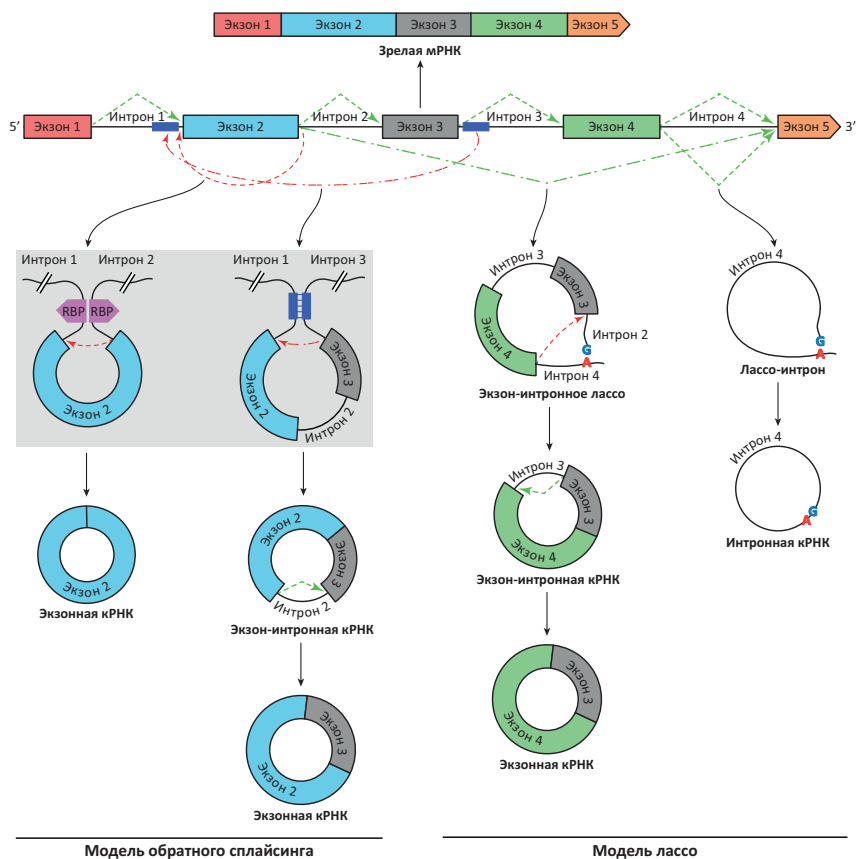 Экзон 1 Экзон 2 Экзон 3 Экзон 4 Экзон 5
Зрелая мРНК
5′ Экзон 1 Интрон 1 Экзон 2 Интрон 2 Экзон 3 Интрон 3 Экзон 4 Интрон 4 Экзон 5 3′
Интрон 1 Интрон 2
RBP RBP
Экзон 2
Интрон 1 Интрон 3
Экзон 3
Экзон 2
Интрон 2
Интрон 3
Экзон 3
Экзон 4
Интрон 2
G
A
Интрон 4
Экзон-интронное лассо
Интрон 4
G
A
Лассо-интрон
Экзон 2
Экзонная кРНК
Экзон 2
Экзон 3
Интрон 2
Экзон-интронная кРНК
Интрон 3
Экзон 3
Экзон 4
Экзон-интронная кРНК
Интрон 4
G
A
Интронная кРНК
Экзон 3
Экзон 2
Экзонная кРНК
Экзон 3
Экзон 4
Экзонная кРНК
Модель обратного сплайсинга
Модель лассо